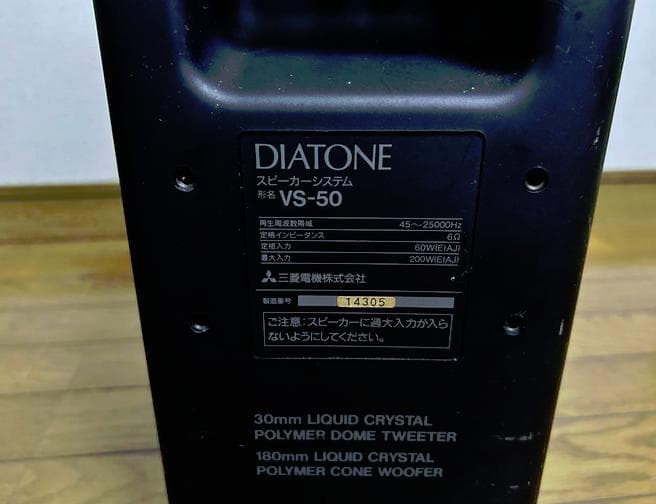 DIATONE
スピーカーシステム
形名 VS-50
再生周波数帯域 45～25000Hz
定格インピーダンス 6Ω
定格入力 60W(EIAJ)
最大入力 200W(EIAJ)
三菱電機株式会社
製造番号 14305
ご注意:スピーカーに過大入力が入ら
ないようにしてください。
30mm LIQUID CRYSTAL
POLYMER DOME TWEETER
180mm LIQUID CRYSTAL
POLYMER CONE WOOFER